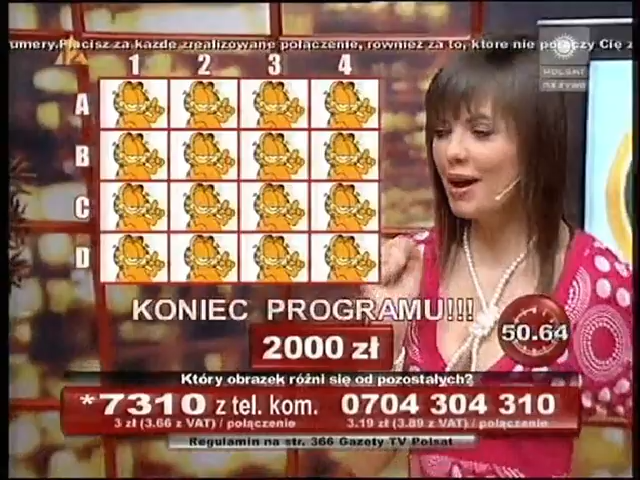 umery.Płacisz za każde zrealizowane połączenie, również za to, które nie połączy Cię z
POLSAT
NA ŻYWO
1 2 3 4
A
B
C
D
KONIEC PROGRAMU!!!
50.64
2000 zł
Który obrazek różni się od pozostałych?
*7310 z tel. kom. 0704 304 310
3 zł (3.66 z VAT) / połączenie 3.19 zł (3.89 z VAT) / połączenie
Regulamin na str. 366 Gazety TV Polsat